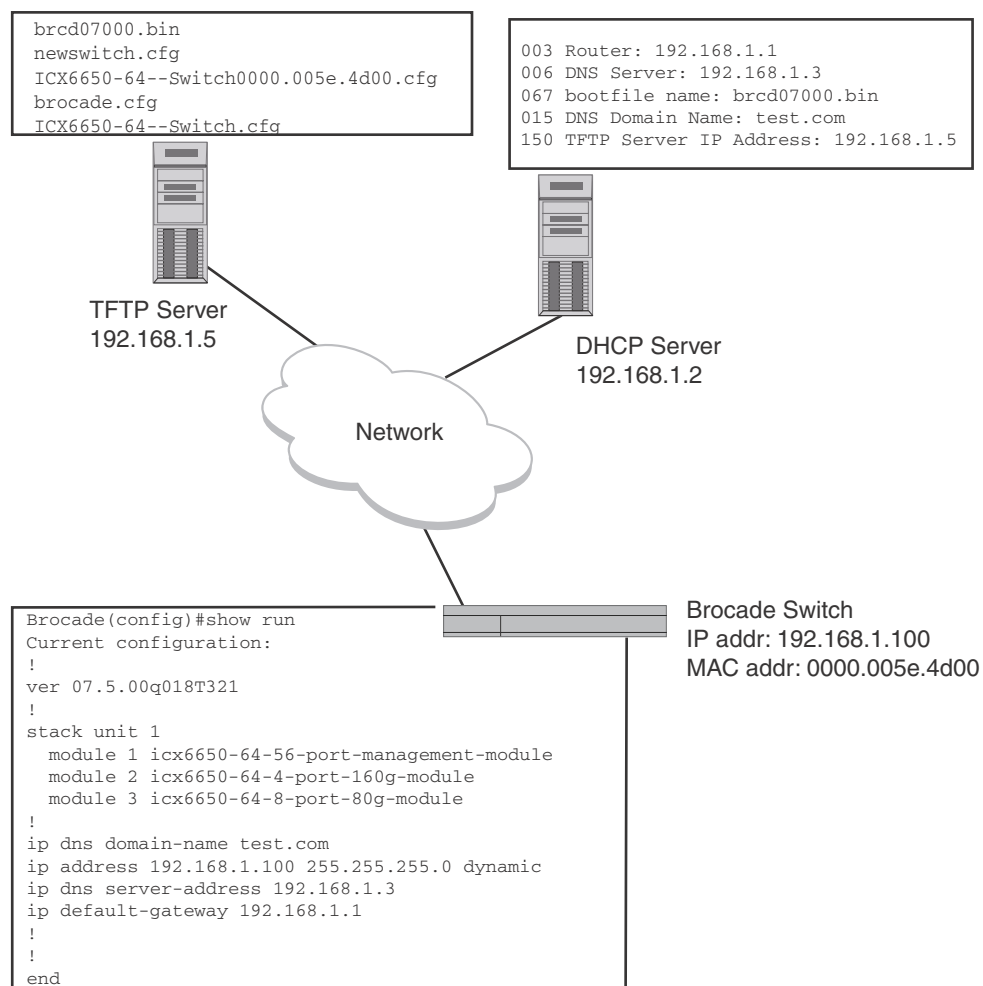 brcd07000.bin
newswitch.cfg
ICX6650-64--Switch0000.005e.4d00.cfg
brocade.cfg
ICX6650-64--Switch.cfg
003 Router: 192.168.1.1
006 DNS Server: 192.168.1.3
067 bootfile name: brcd07000.bin
015 DNS Domain Name: test.com
150 TFTP Server IP Address: 192.168.1.5
TFTP Server
192.168.1.5
DHCP Server
192.168.1.2
Network
Brocade Switch
IP addr: 192.168.1.100
MAC addr: 0000.005e.4d00
Brocade(config)#show run
Current configuration:
!
ver 07.5.00q018T321
!
stack unit 1
  module 1 icx6650-64-56-port-management-module
  module 2 icx6650-64-4-port-160g-module
  module 3 icx6650-64-8-port-80g-module
!
ip dns domain-name test.com
ip address 192.168.1.100 255.255.255.0 dynamic
ip dns server-address 192.168.1.3
ip default-gateway 192.168.1.1
!
!
end